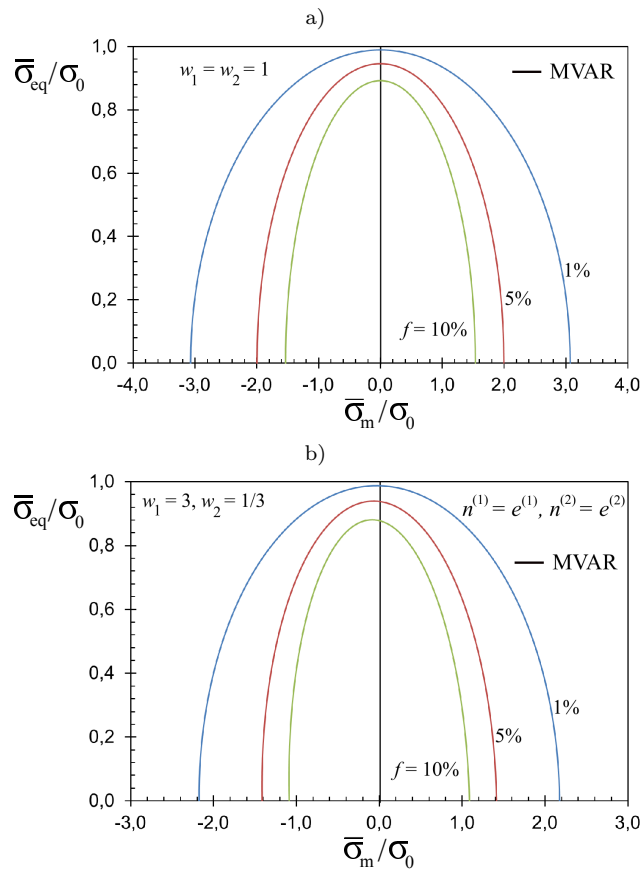 a)
σ̅eq/σ0
w1 = w2 = 1
MVAR
1,0
0,8
0,6
0,4
0,2
0,0
1%
5%
f = 10%
-4,0 -3,0 -2,0 -1,0 0,0 1,0 2,0 3,0 4,0
σ̅m/σ0
b)
σ̅eq/σ0
w1 = 3, w2 = 1/3
n(1) = e(1), n(2) = e(2)
MVAR
1,0
0,8
0,6
0,4
0,2
0,0
1%
5%
f = 10%
-3,0 -2,0 -1,0 0,0 1,0 2,0 3,0
σ̅m/σ0